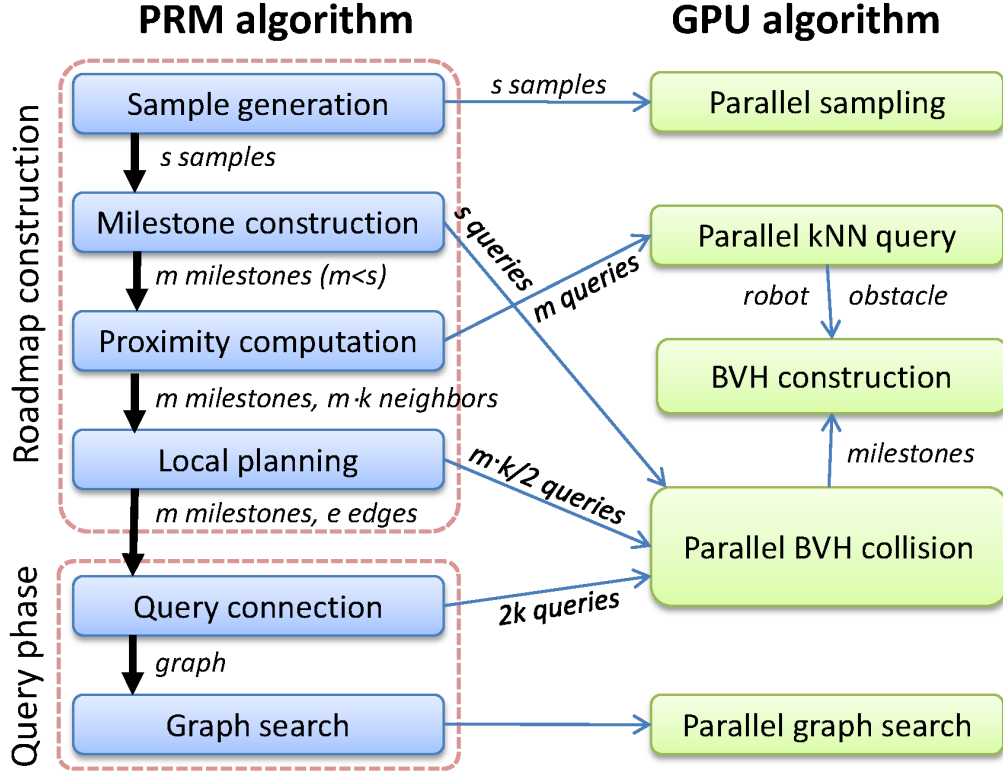 PRM algorithm
GPU algorithm
Roadmap construction
Sample generation
s samples
Parallel sampling
s samples
Milestone construction
s queries
Parallel kNN query
m milestones (m<s)
m queries
robot
obstacle
Proximity computation
BVH construction
m milestones, m·k neighbors
Local planning
m·k/2 queries
milestones
m milestones, e edges
Parallel BVH collision
Query phase
Query connection
2k queries
graph
Graph search
Parallel graph search